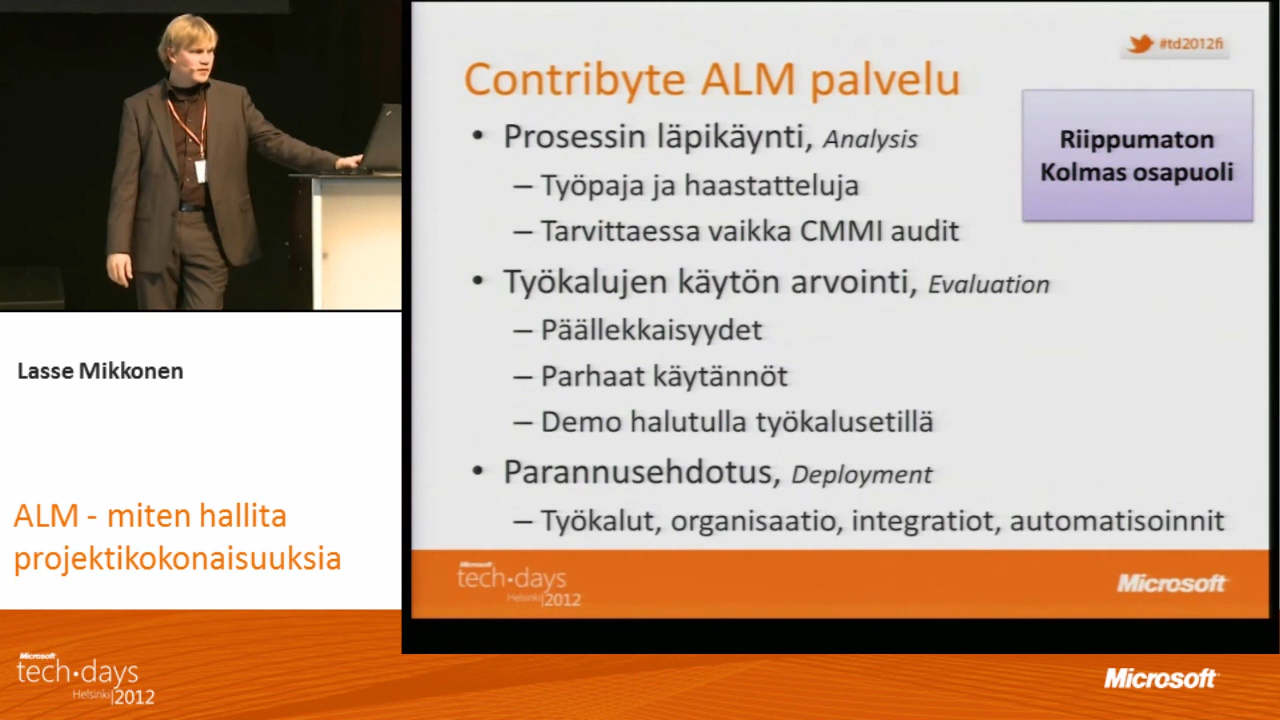 Lasse Mikkonen
ALM - miten hallita
projektikokonaisuuksia
Microsoft
tech·days
Helsinki|2012
#td2012fi
Contribyte ALM palvelu
Riippumaton
Kolmas osapuoli
• Prosessin läpikäynti, Analysis
– Työpaja ja haastatteluja
– Tarvittaessa vaikka CMMI audit
• Työkalujen käytön arvointi, Evaluation
– Päällekkaisyydet
– Parhaat käytännöt
– Demo halutulla työkalusetillä
• Parannusehdotus, Deployment
– Työkalut, organisaatio, integratiot, automatisoinnit
Microsoft
tech·days
Helsinki|2012
Microsoft
Microsoft